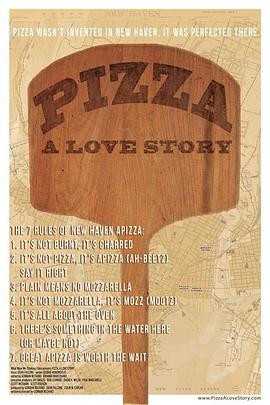 NEW HAVEN
PIZZA WASN'T INVENTED IN NEW HAVEN. IT WAS PERFECTED THERE.
PIZZA
A LOVE STORY
THE 7 RULES OF NEW HAVEN APIZZA:
1. IT'S NOT BURNT, IT'S CHARRED
2. IT'S NOT PIZZA, IT'S APIZZA (AH-BEETZ)
SAY IT RIGHT
3. PLAIN MEANS NO MOZZARELLA
4. IT'S NOT MOZZARELLA, IT'S MOZZ (MOOTZ)
5. IT'S ALL ABOUT THE OVEN
6. THERE'S SOMETHING IN THE WATER HERE
(OR MAYBE NOT)
7. GREAT APIZZA IS WORTH THE WAIT
www.PizzaALoveStory.com